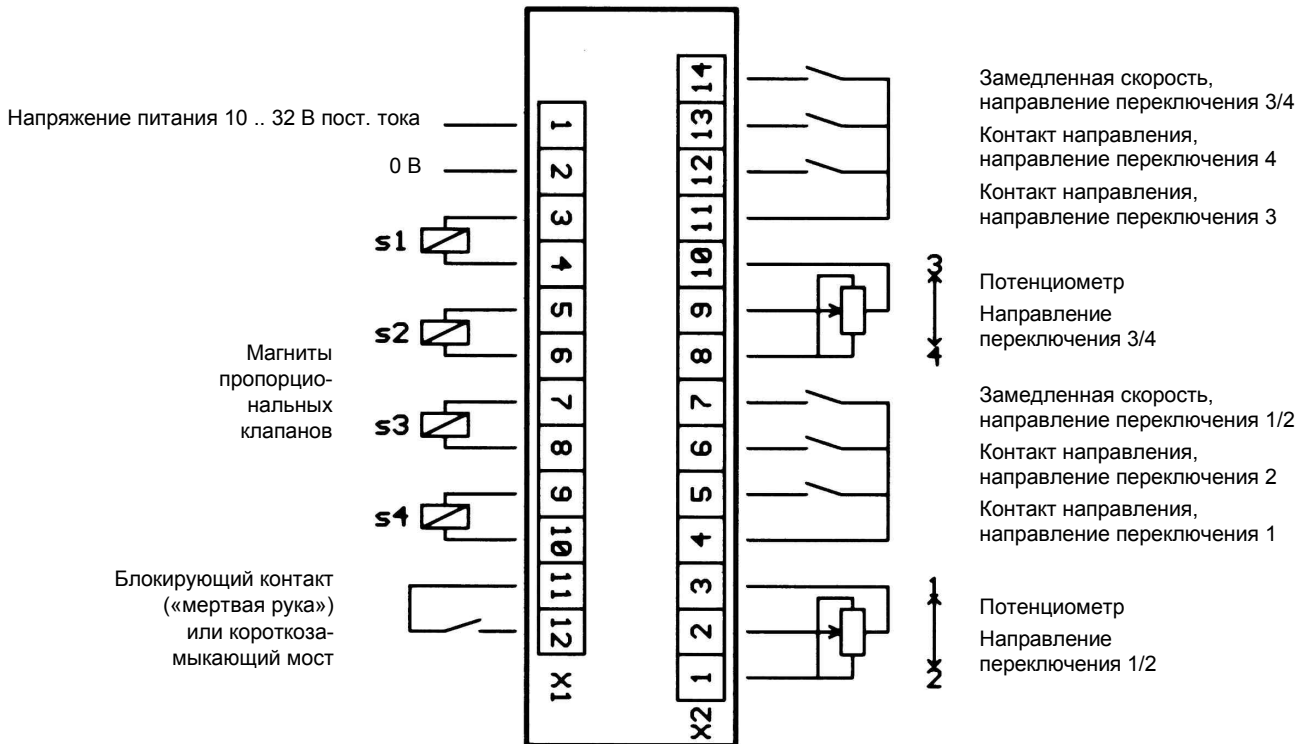 Напряжение питания 10 .. 32 В пост. тока
0 В
s1
s2
Магниты
пропорцио-
нальных
клапанов
s3
s4
Блокирующий контакт
(«мертвая рука»)
или короткоза-
мыкающий мост
1
2
3
4
5
6
7
8
9
10
11
12
X1
14
13
12
11
10
9
8
7
6
5
4
3
2
1
X2
Замедленная скорость,
направление переключения 3/4
Контакт направления,
направление переключения 4
Контакт направления,
направление переключения 3
3
4
Потенциометр
Направление
переключения 3/4
Замедленная скорость,
направление переключения 1/2
Контакт направления,
направление переключения 2
Контакт направления,
направление переключения 1
1
2
Потенциометр
Направление
переключения 1/2